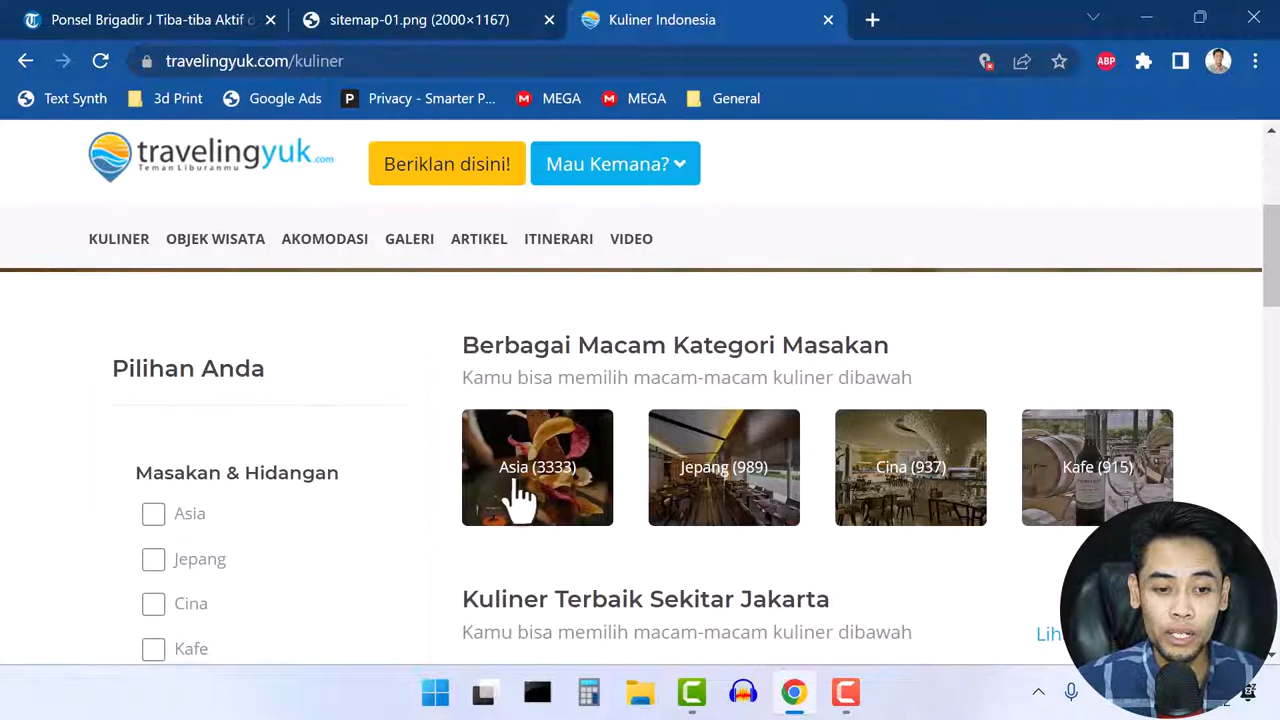 Ponsel Brigadir J Tiba-tiba Aktif d
sitemap-01.png (2000×1167)
Kuliner Indonesia
travelingyuk.com/kuliner
ABP
Text Synth
3d Print
Google Ads
P
Privacy - Smarter P...
M
MEGA
M
MEGA
General
travelingyuk.com
Teman Liburanmu
Beriklan disini!
Mau Kemana?
KULINER OBJEK WISATA AKOMODASI GALERI ARTIKEL ITINERARI VIDEO
Pilihan Anda
Masakan & Hidangan
Asia
Jepang
Cina
Kafe
Berbagai Macam Kategori Masakan
Kamu bisa memilih macam-macam kuliner dibawah
Asia (3333)
Jepang (989)
Cina (937)
Kafe (915)
Kuliner Terbaik Sekitar Jakarta
Kamu bisa memilih macam-macam kuliner dibawah
Lih